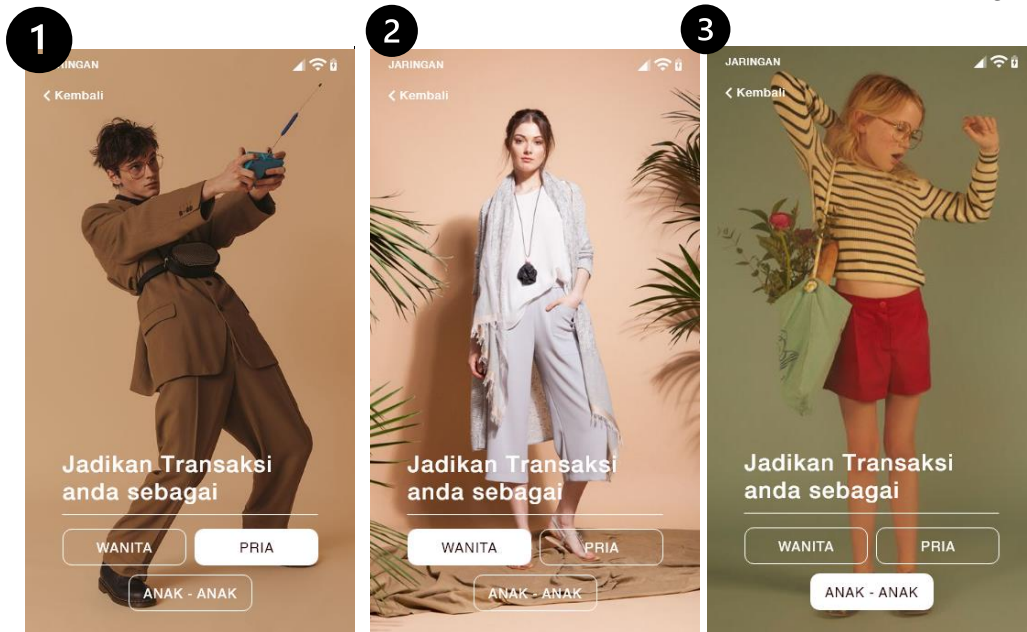 1
JARINGAN
< Kembali
Jadikan Transaksi
anda sebagai
WANITA PRIA
ANAK - ANAK
2
JARINGAN
< Kembali
Jadikan Transaksi
anda sebagai
WANITA PRIA
ANAK - ANAK
3
JARINGAN
< Kembali
Jadikan Transaksi
anda sebagai
WANITA PRIA
ANAK - ANAK